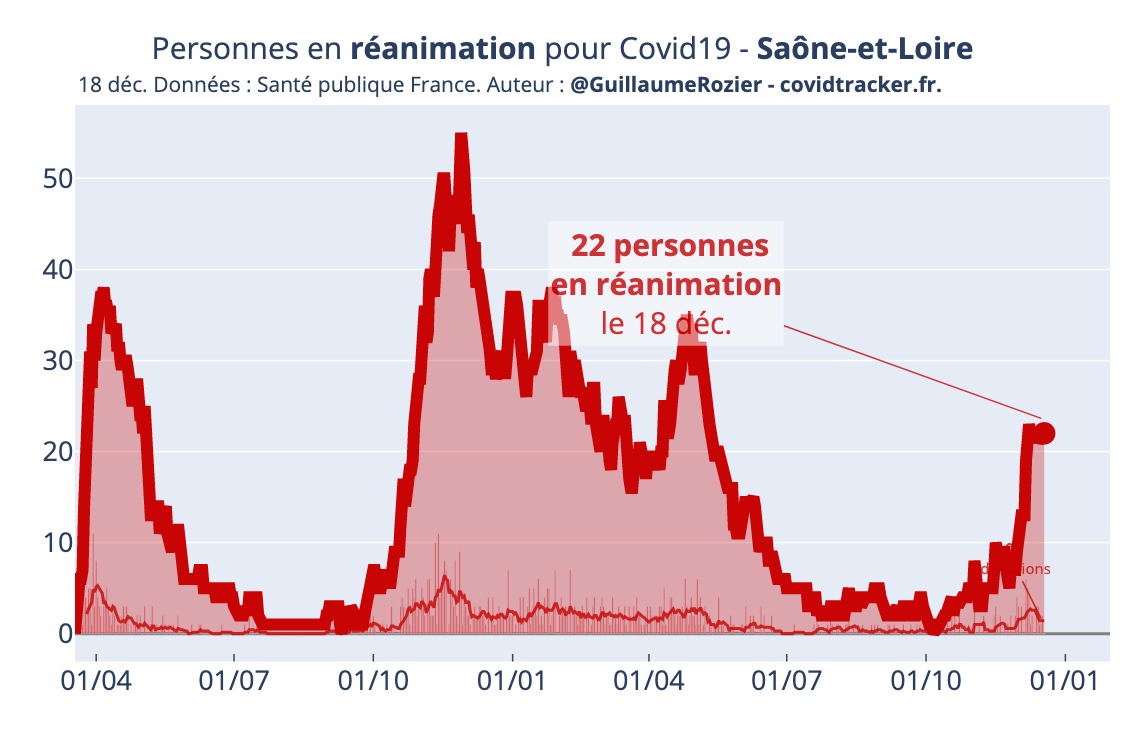 Personnes en réanimation pour Covid19 - Saône-et-Loire
18 déc. Données : Santé publique France. Auteur : @GuillaumeRozier - covidtracker.fr.
50
40
30
20
10
0
22 personnes
en réanimation
le 18 déc.
01/04 01/07 01/10 01/01 01/04 01/07 01/10 01/01